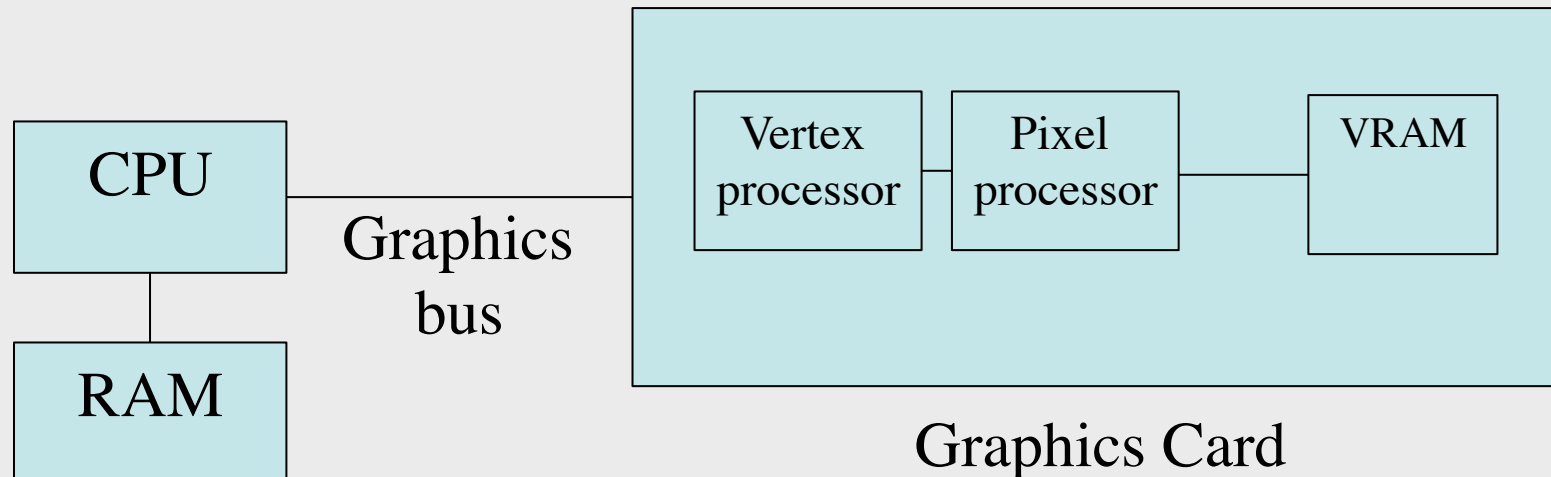 CPU
Graphics
bus
RAM
Vertex
processor
Pixel
processor
VRAM
Graphics Card